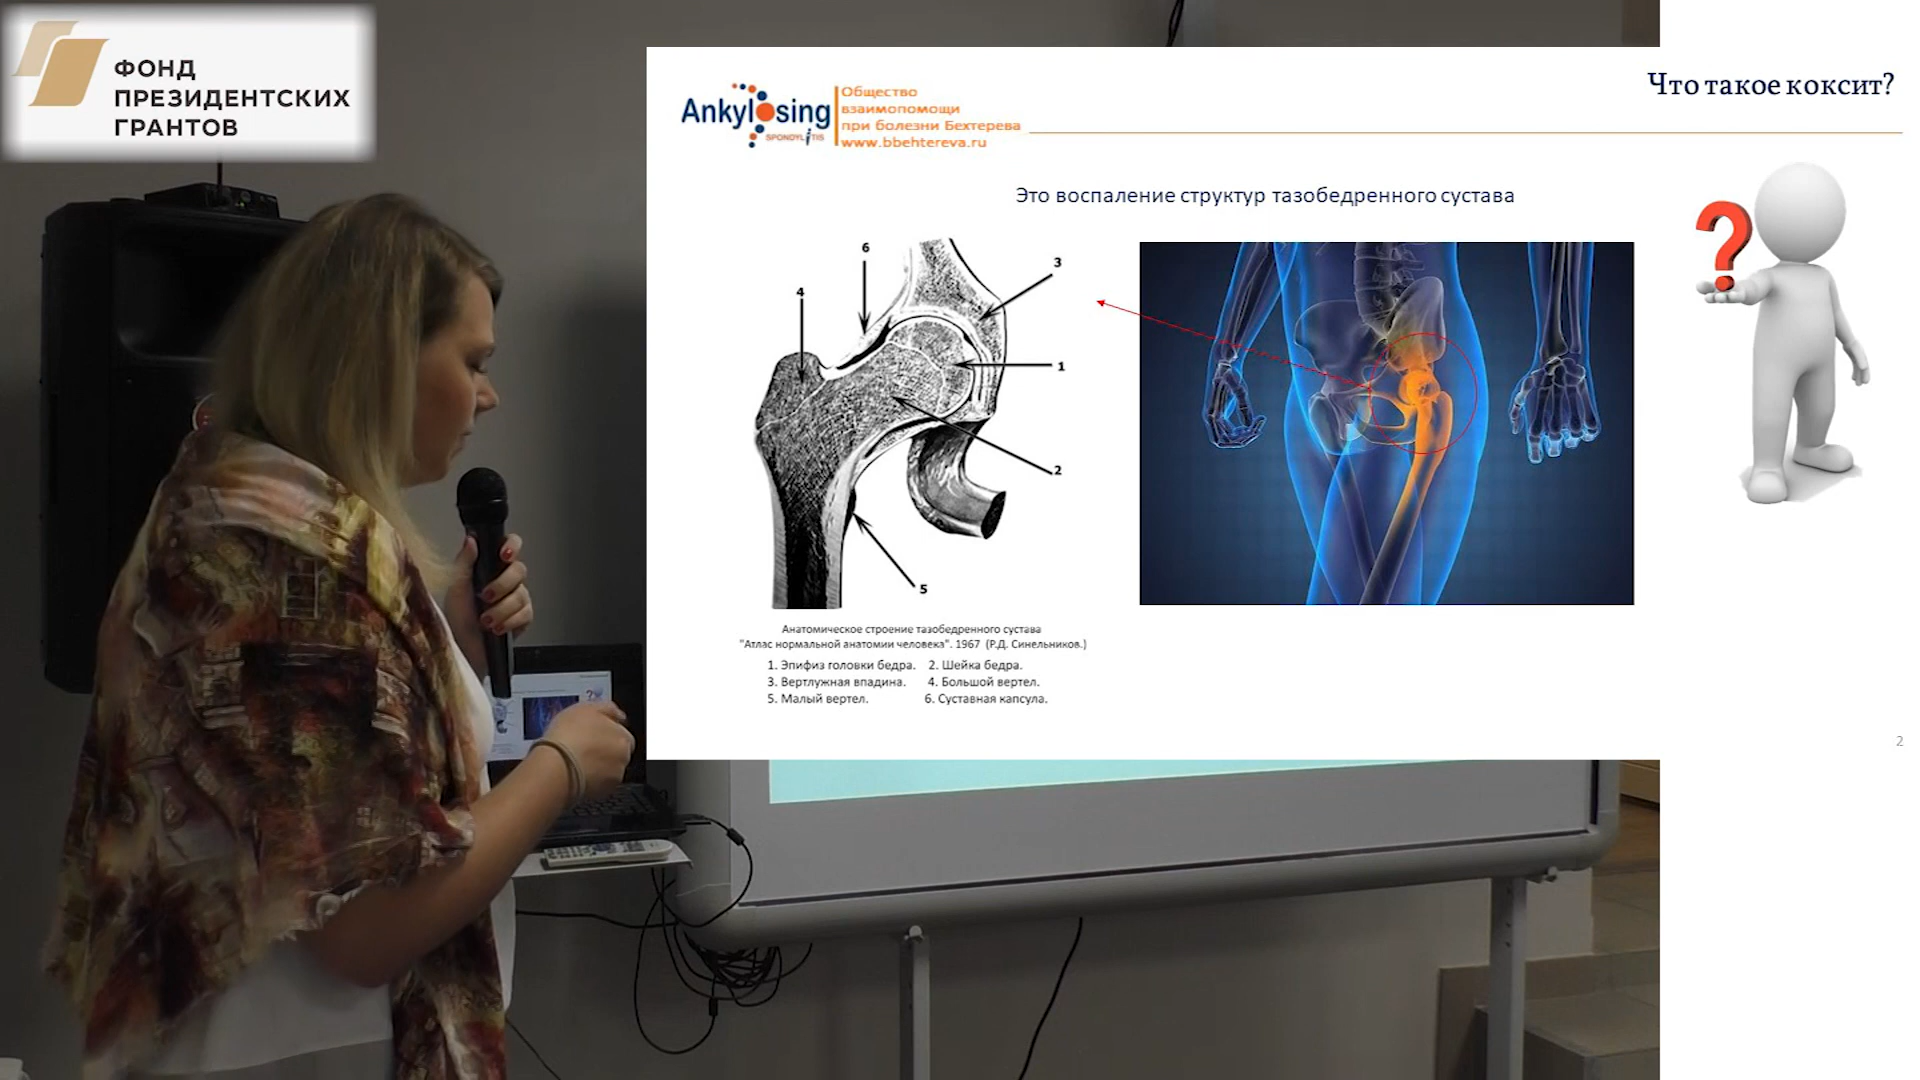 ФОНД
ПРЕЗИДЕНТСКИХ
ГРАНТОВ
Ankylosing
SPONDYLITIS
Общество
взаимопомощи
при болезни Бехтерева
www.bbehtereva.ru
Что такое коксит?
Это воспаление структур тазобедренного сустава
6
3
4
1
2
5
Анатомическое строение тазобедренного сустава
"Атлас нормальной анатомии человека". 1967 (Р.Д. Синельников.)
1. Эпифиз головки бедра. 2. Шейка бедра.
3. Вертлужная впадина. 4. Большой вертел.
5. Малый вертел. 6. Суставная капсула.
?
2